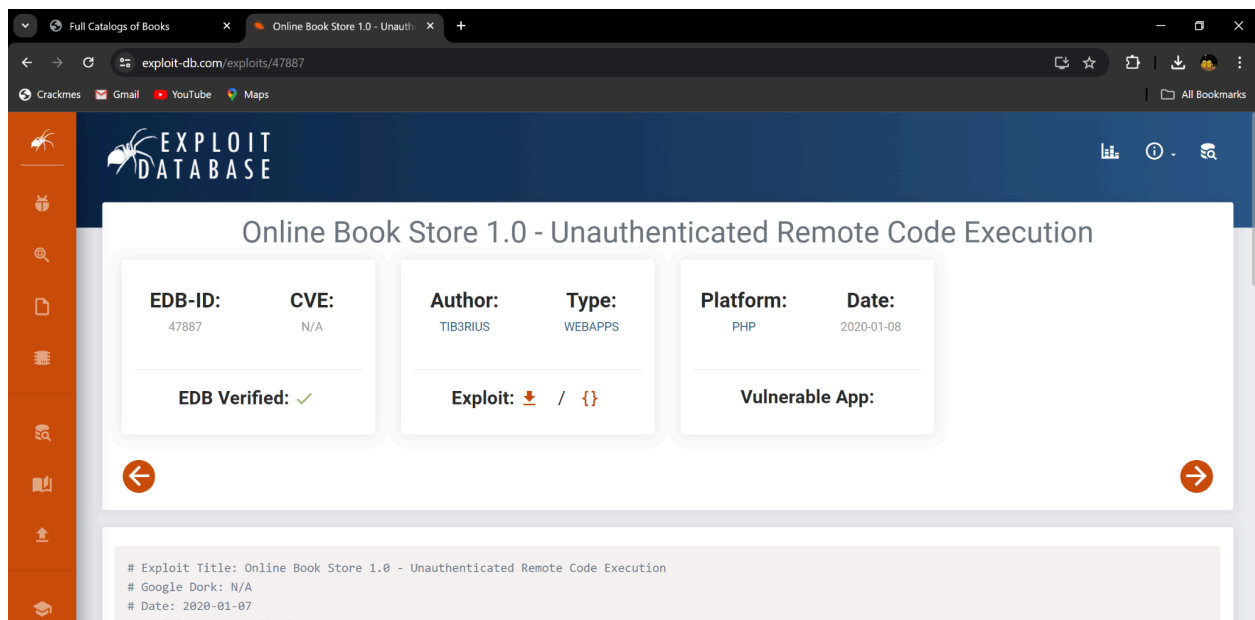 Full Catalogs of Books
Online Book Store 1.0 - Unauth
exploit-db.com/exploits/47887
Crackmes Gmail YouTube Maps All Bookmarks
EXPLOIT
DATABASE
Online Book Store 1.0 - Unauthenticated Remote Code Execution
EDB-ID: CVE: Author: Type: Platform: Date:
47887 N/A TIB3RIUS WEBAPPS PHP 2020-01-08
EDB Verified: Exploit: / {} Vulnerable App:
# Exploit Title: Online Book Store 1.0 - Unauthenticated Remote Code Execution
# Google Dork: N/A
# Date: 2020-01-07